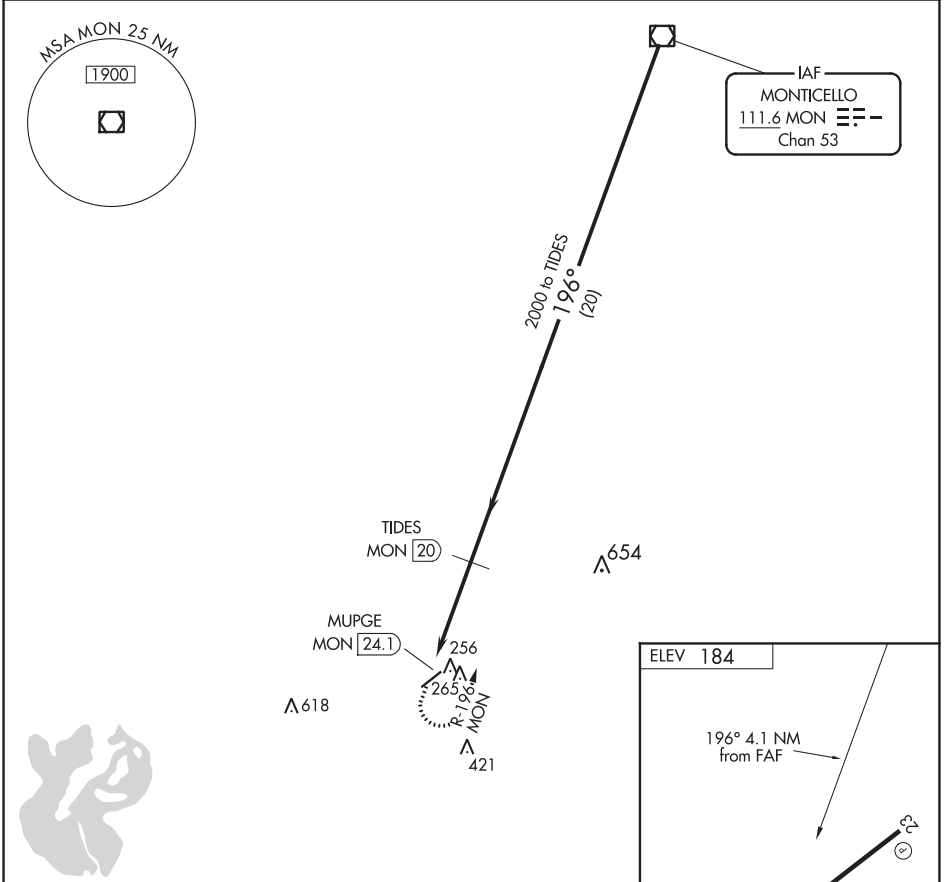 MSA MON 25 NM
1900
IAF
MONTICELLO
111.6 MON
Chan 53
2000 to TIDES
196°
(20)
TIDES
MON 20
654
MUPGE
MON 24.1
256
265
R-196
MON
618
421
ELEV 184
196° 4.1 NM
from FAF
23
P